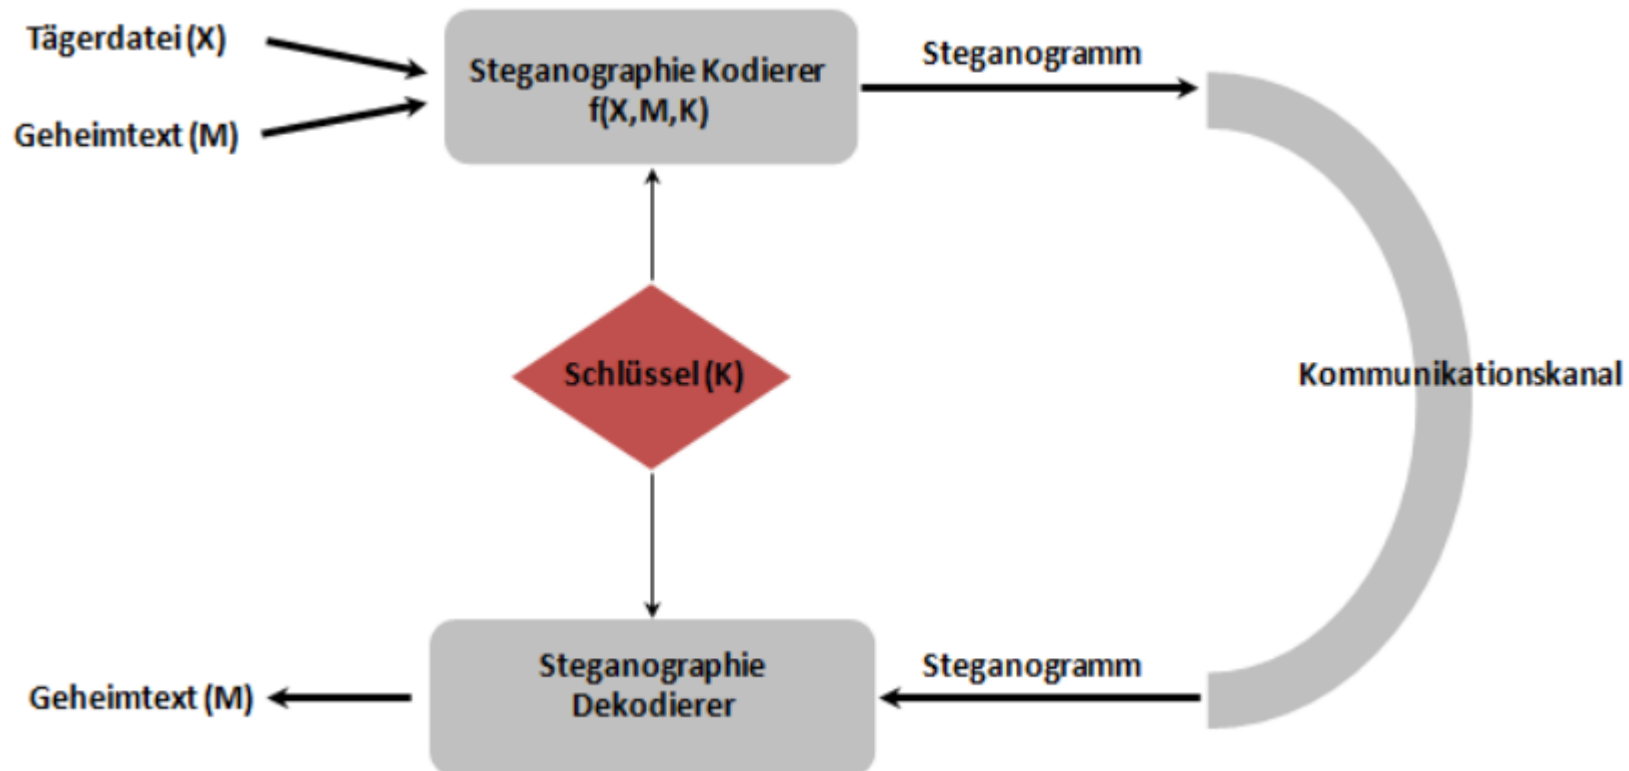 Tägerdatei (X)
Geheimtext (M)
Steganographie Kodierer
f(X,M,K)
Steganogramm
Schlüssel (K)
Kommunikationskanal
Geheimtext (M)
Steganographie
Dekodierer
Steganogramm